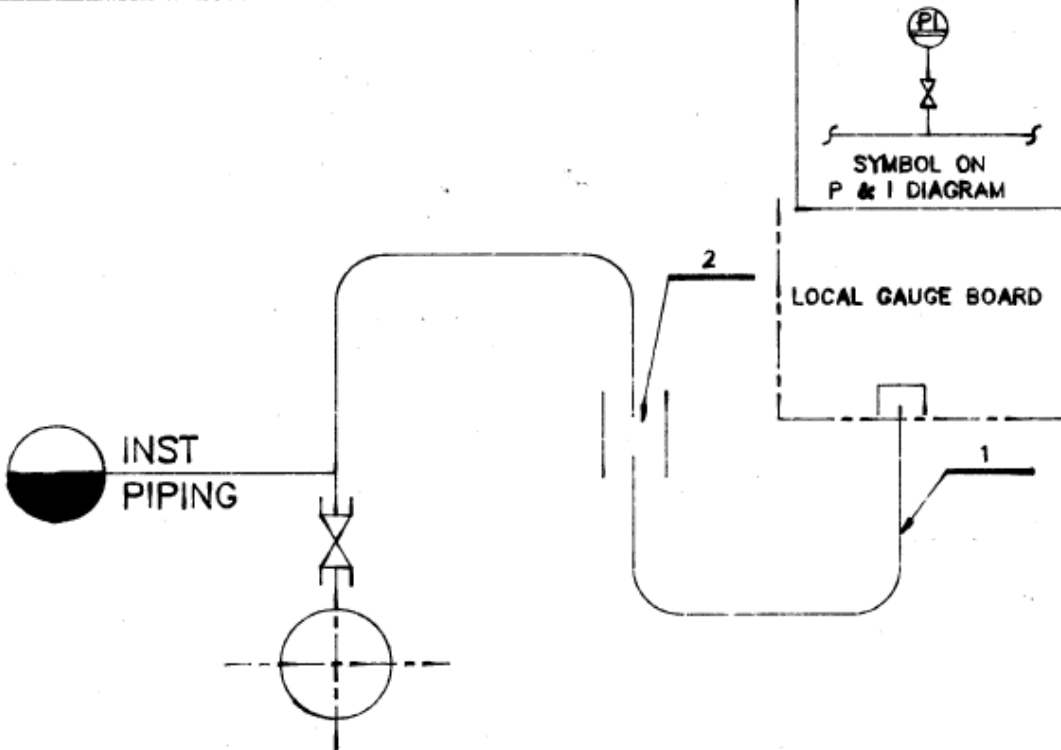 PI
SYMBOL ON
P & I DIAGRAM
2
LOCAL GAUGE BOARD
INST
PIPING
1